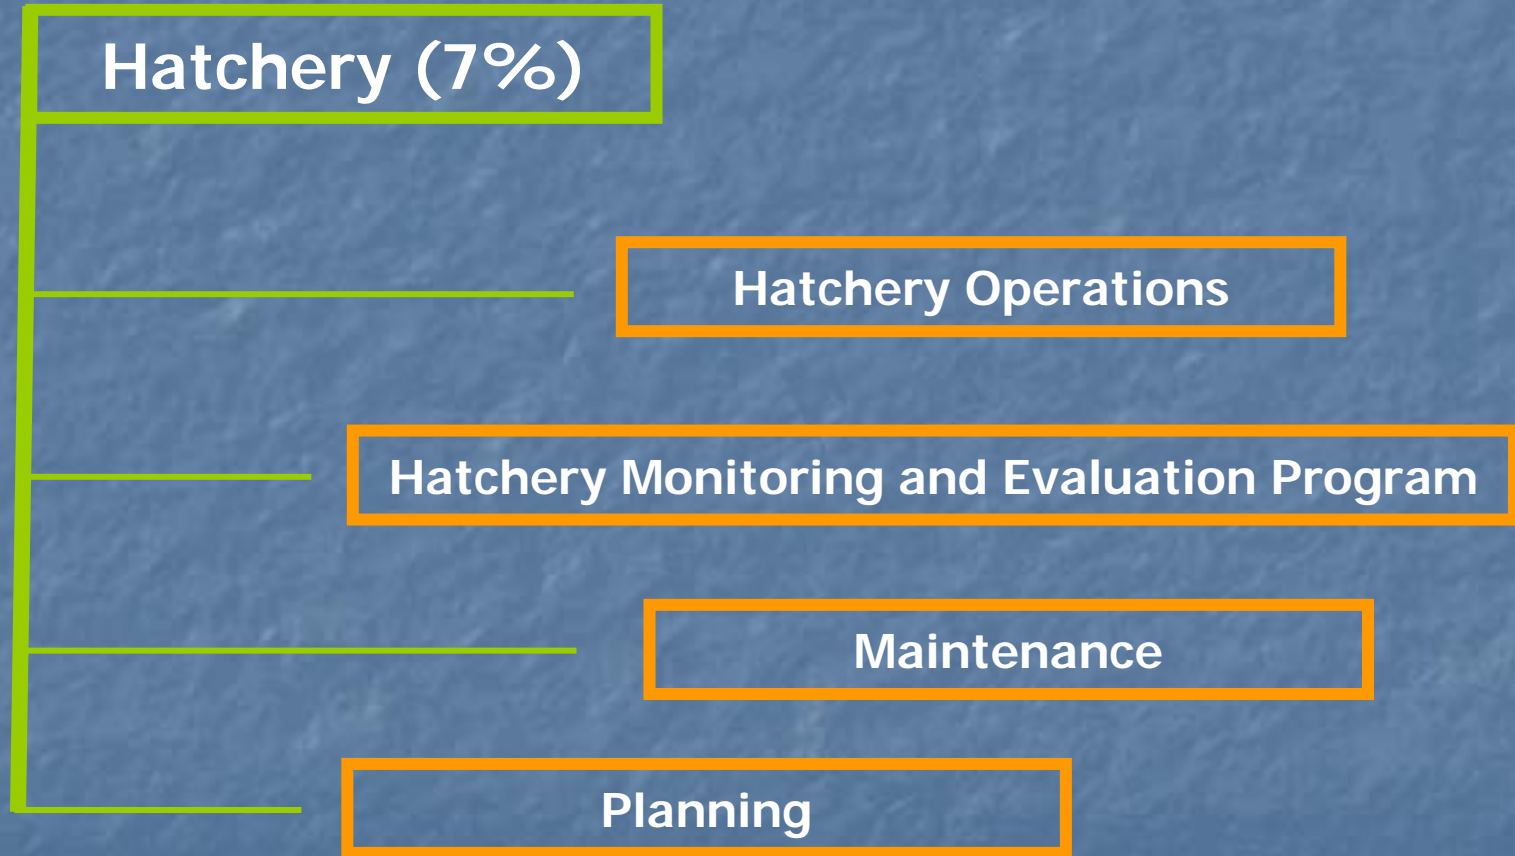 Hatchery (7%)
Hatchery Operations
Hatchery Monitoring and Evaluation Program
Maintenance
Planning